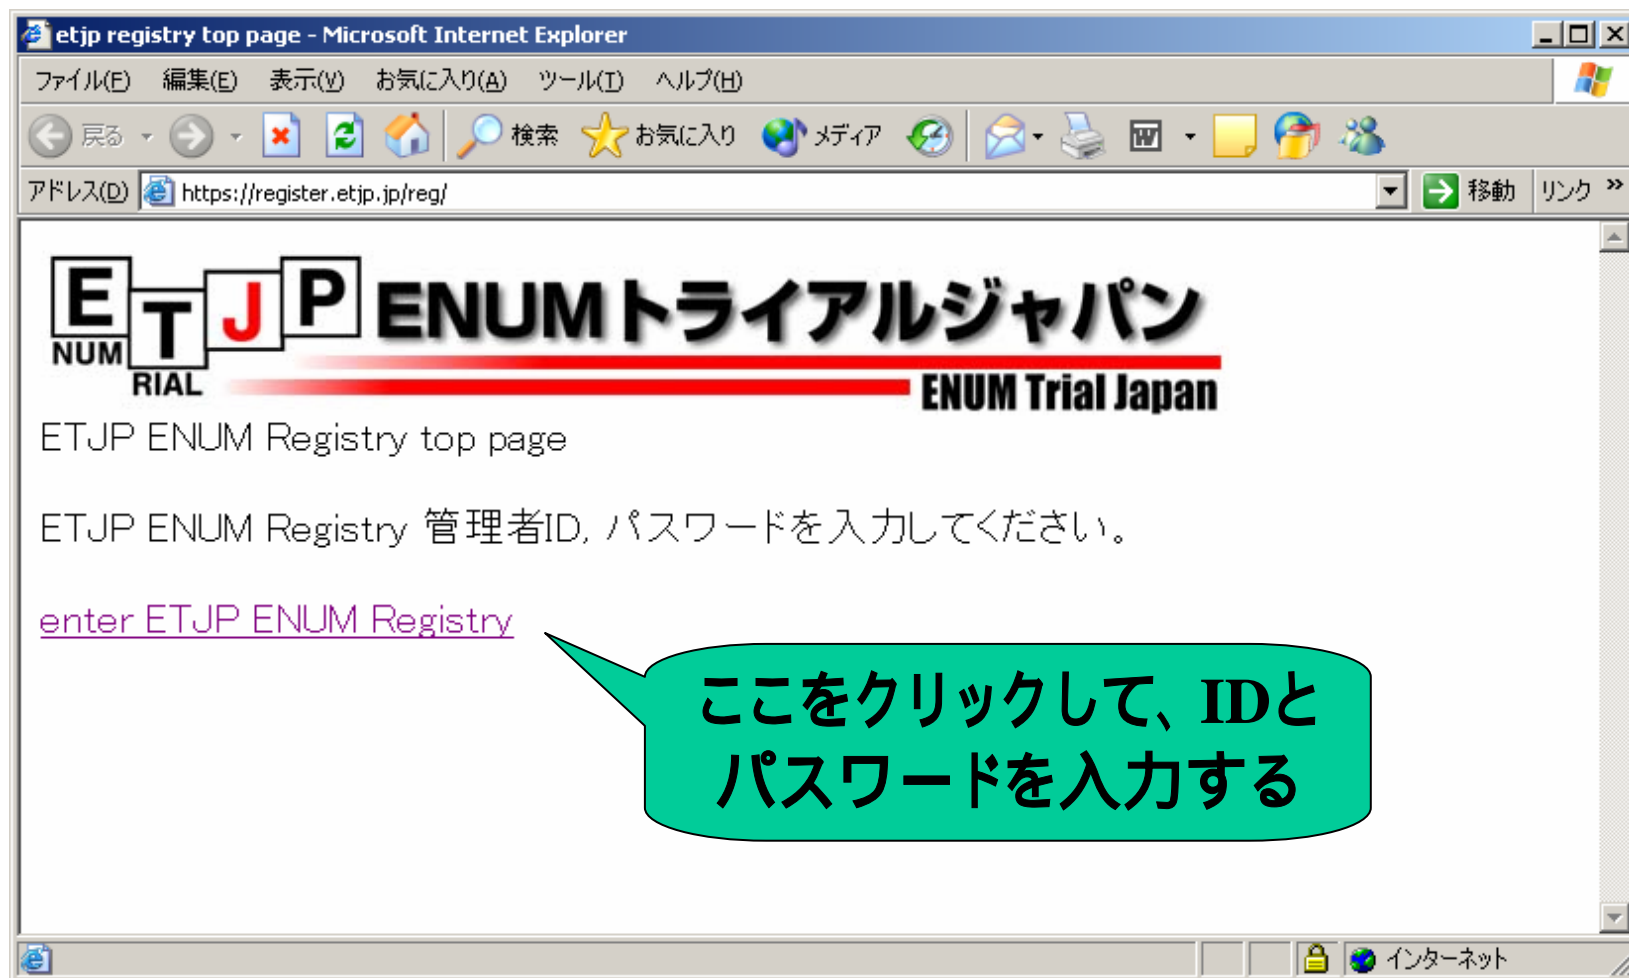 etjp registry top page - Microsoft Internet Explorer
ファイル(F) 編集(E) 表示(V) お気に入り(A) ツール(T) ヘルプ(H)
戻る 検索 お気に入り メディア
アドレス(D) https://register.etjp.jp/reg/ 移動 リンク »
E T J P ENUMトライアルジャパン
NUM
RIAL ENUM Trial Japan
ETJP ENUM Registry top page
ETJP ENUM Registry 管理者ID, パスワードを入力してください。
enter ETJP ENUM Registry
ここをクリックして、IDと
パスワードを入力する
インターネット